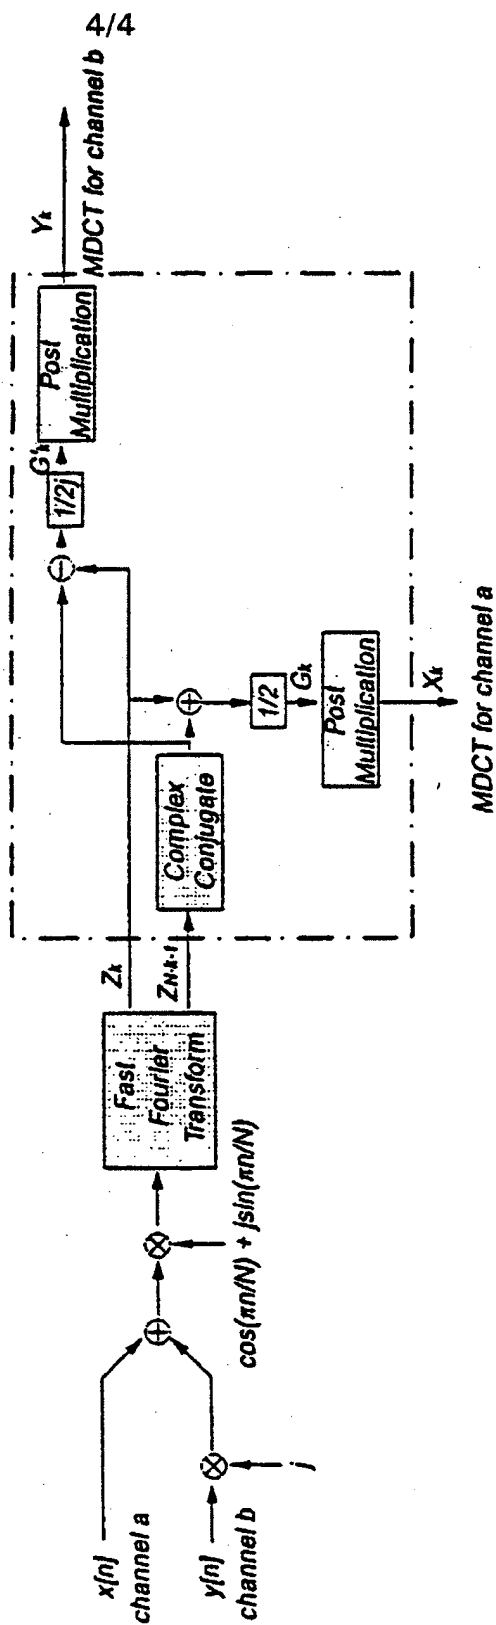 4/4
x[n]
channel a
y[n]
channel b
j
cos(πn/N) + jsin(πn/N)
Fast
Fourier
Transform
Zk
ZN-k-1
Complex
Conjugate
1/2
Gk
Post
Multiplication
Xk
MDCT for channel a
1/2j
G'k
Post
Multiplication
Yk
MDCT for channel b